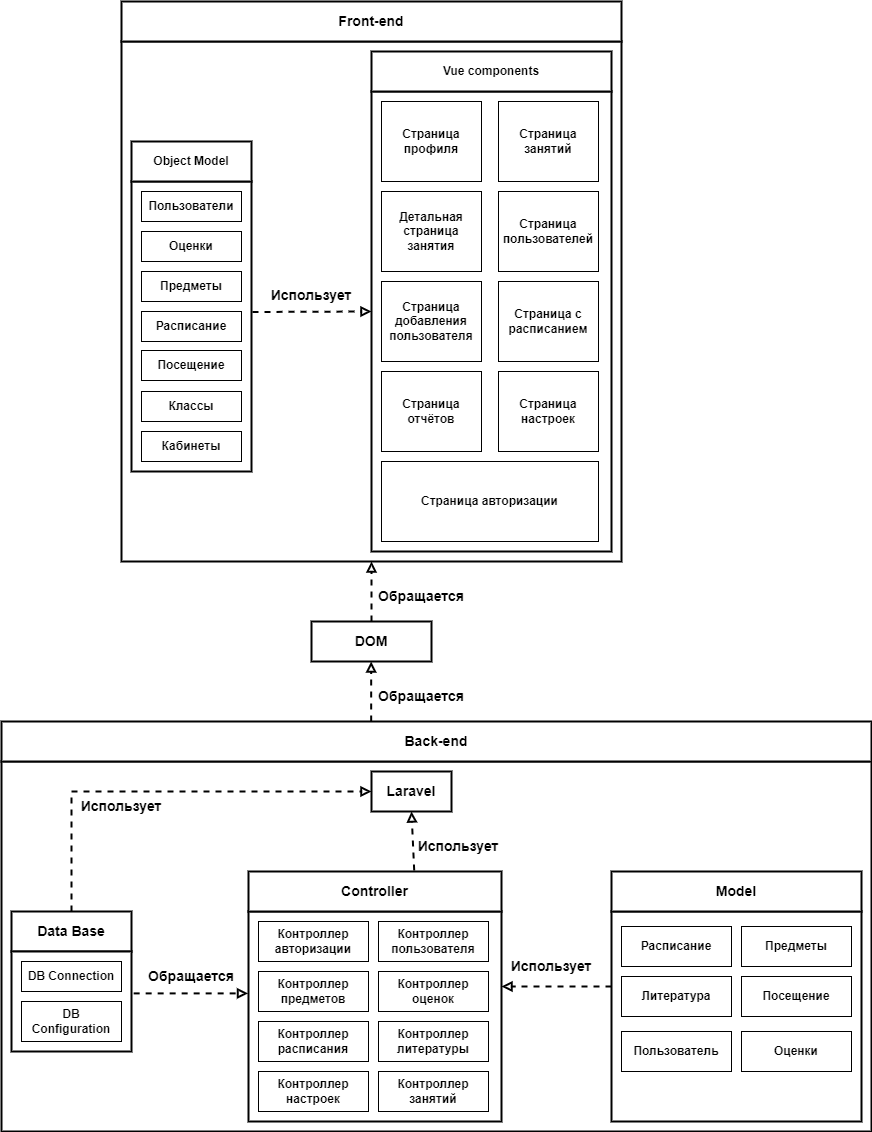 Front-end
Vue components
Страница
профиля
Страница
занятий
Object Model
Пользователи
Оценки
Предметы
Расписание
Посещение
Классы
Кабинеты
Использует
Детальная
страница
занятия
Страница
пользователей
Страница
добавления
пользователя
Страница с
расписанием
Страница
отчётов
Страница
настроек
Страница авторизации
Обращается
DOM
Обращается
Back-end
Laravel
Использует
Использует
Data Base
DB Connection
DB
Configuration
Обращается
Controller
Контроллер
авторизации
Контроллер
пользователя
Контроллер
предметов
Контроллер
оценок
Контроллер
расписания
Контроллер
литературы
Контроллер
настроек
Контроллер
занятий
Использует
Model
Расписание
Предметы
Литература
Посещение
Пользователь
Оценки